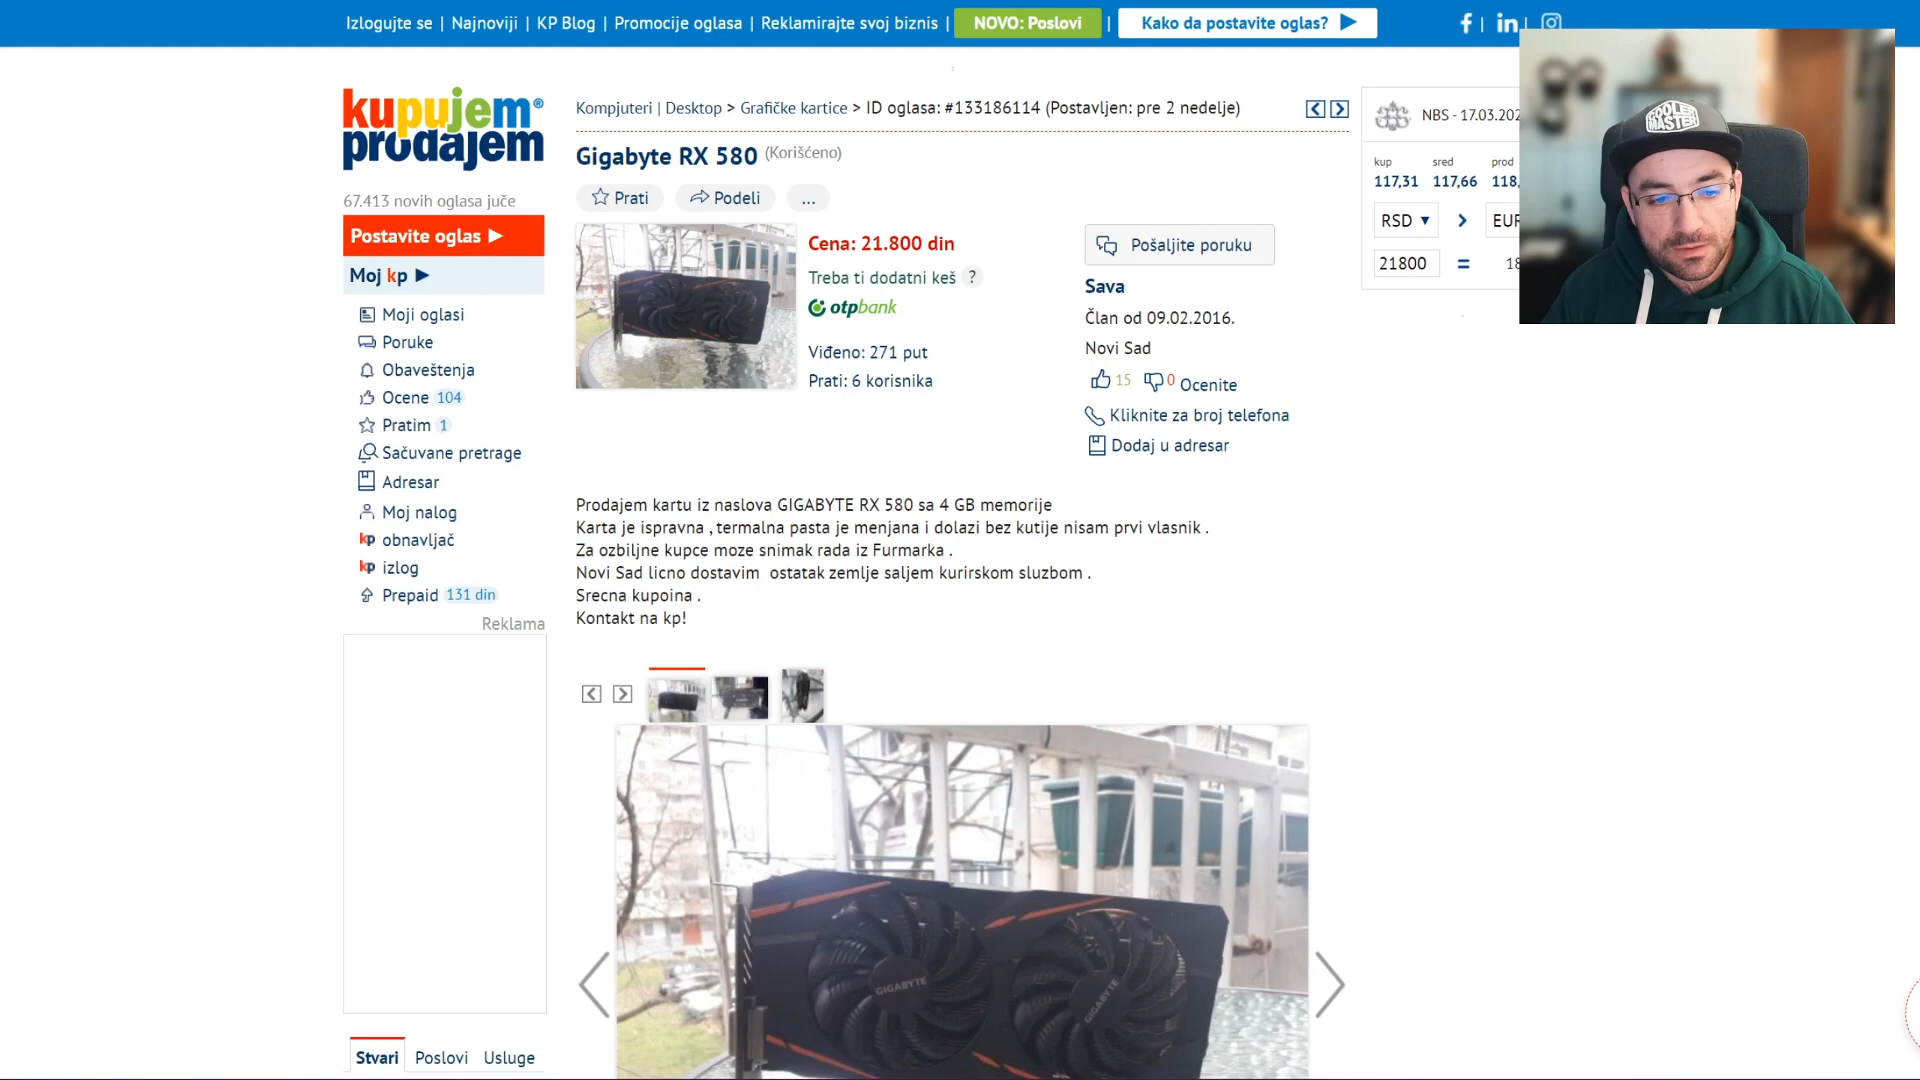 Izlogujte se | Najnoviji | KP Blog | Promocije oglasa | Reklamirajte svoj biznis | NOVO: Poslovi | Kako da postavite oglas?
kupujem®
prodajem
Kompjuteri | Desktop > Grafičke kartice > ID oglasa: #133186114 (Postavljen: pre 2 nedelje)
Gigabyte RX 580 (Korišćeno)
Prati
Podeli
...
67.413 novih oglasa juče
Postavite oglas
Moj kp
Moji oglasi
Poruke
Obaveštenja
Ocene 104
Pratim 1
Sačuvane pretrage
Adresar
Moj nalog
kp obnavljač
kp izlog
Prepaid 131 din
Reklama
Stvari
Poslovi
Usluge
Cena: 21.800 din
Treba ti dodatni keš ?
otpbank
Viđeno: 271 put
Prati: 6 korisnika
Pošaljite poruku
Sava
Član od 09.02.2016.
Novi Sad
15 0 Ocenite
Kliknite za broj telefona
Dodaj u adresar
Prodajem kartu iz naslova GIGABYTE RX 580 sa 4 GB memorije
Karta je ispravna , termalna pasta je menjana i dolazi bez kutije nisam prvi vlasnik .
Za ozbiljne kupce moze snimak rada iz Furmarka .
Novi Sad licno dostavim ostatak zemlje saljem kurirskom sluzbom .
Srecna kupoina .
Kontakt na kp!
GIGABYTE
GIGABYTE
NBS - 17.03.202
kup sred prod
117,31 117,66 118,
RSD > EUR
21800 = 18
COOLER
MASTER